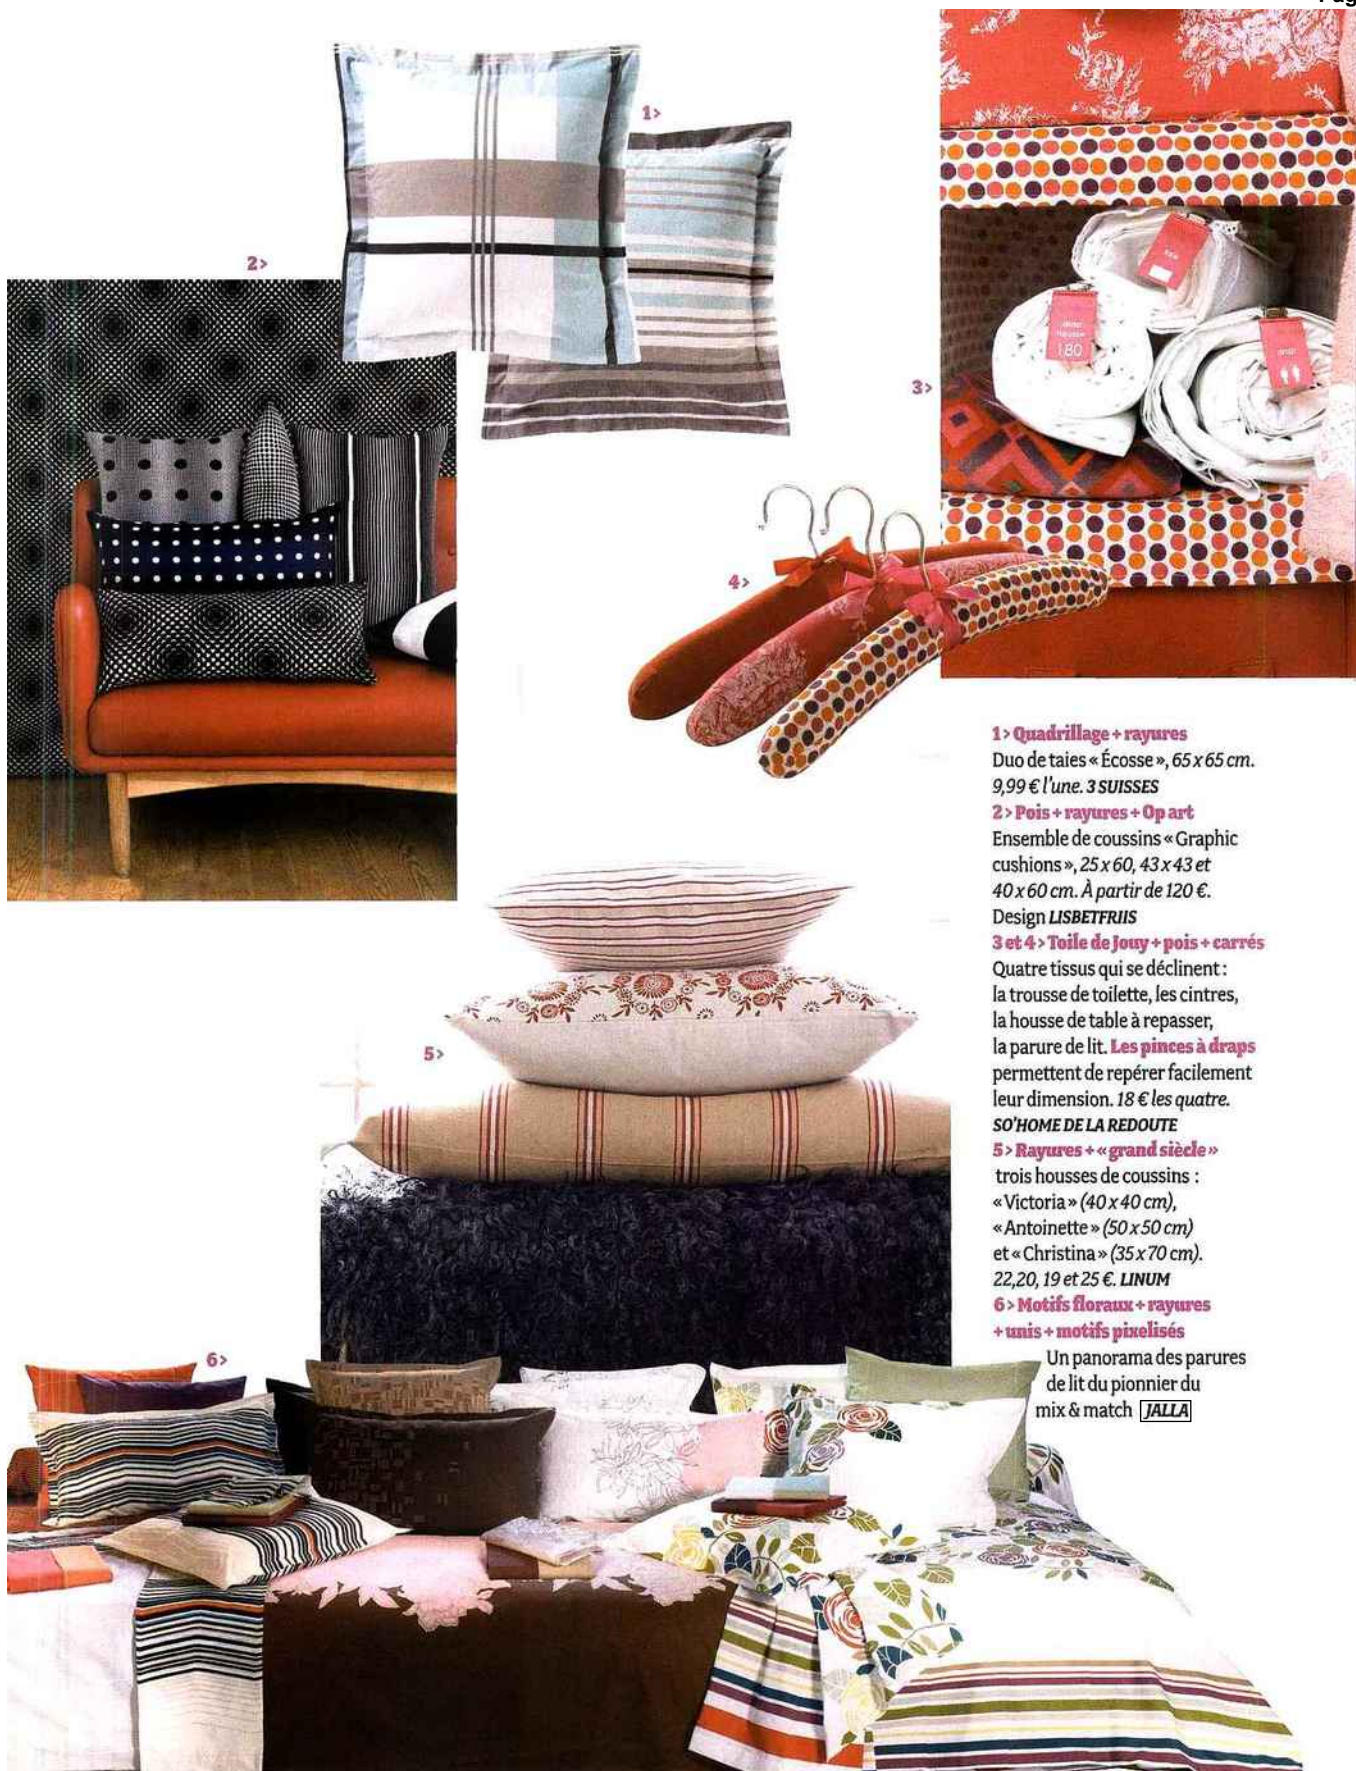 Pag
1>
2>
3>
4>
1> Quadrillage + rayures
Duo de taies « Écosse », 65 x 65 cm.
9,99 € l'une. 3 SUISSES
2> Pois + rayures + Op art
Ensemble de coussins « Graphic
cushions », 25 x 60, 43 x 43 et
40 x 60 cm. À partir de 120 €.
Design LISBETFRIIS
3 et 4> Toile de Jouy + pois + carrés
Quatre tissus qui se déclinent :
la trousse de toilette, les cintres,
la housse de table à repasser,
la parure de lit. Les pinces à draps
permettent de repérer facilement
leur dimension. 18 € les quatre.
SO'HOME DE LA REDOUTE
5> Rayures + « grand siècle »
trois housses de coussins :
« Victoria » (40 x 40 cm),
« Antoinette » (50 x 50 cm)
et « Christina » (35 x 70 cm).
22,20, 19 et 25 €. LINUM
6> Motifs floraux + rayures
+ unis + motifs pixelisés
Un panorama des parures
de lit du pionnier du
mix & match JALLA
5>
6>
drap
housse
180
drap